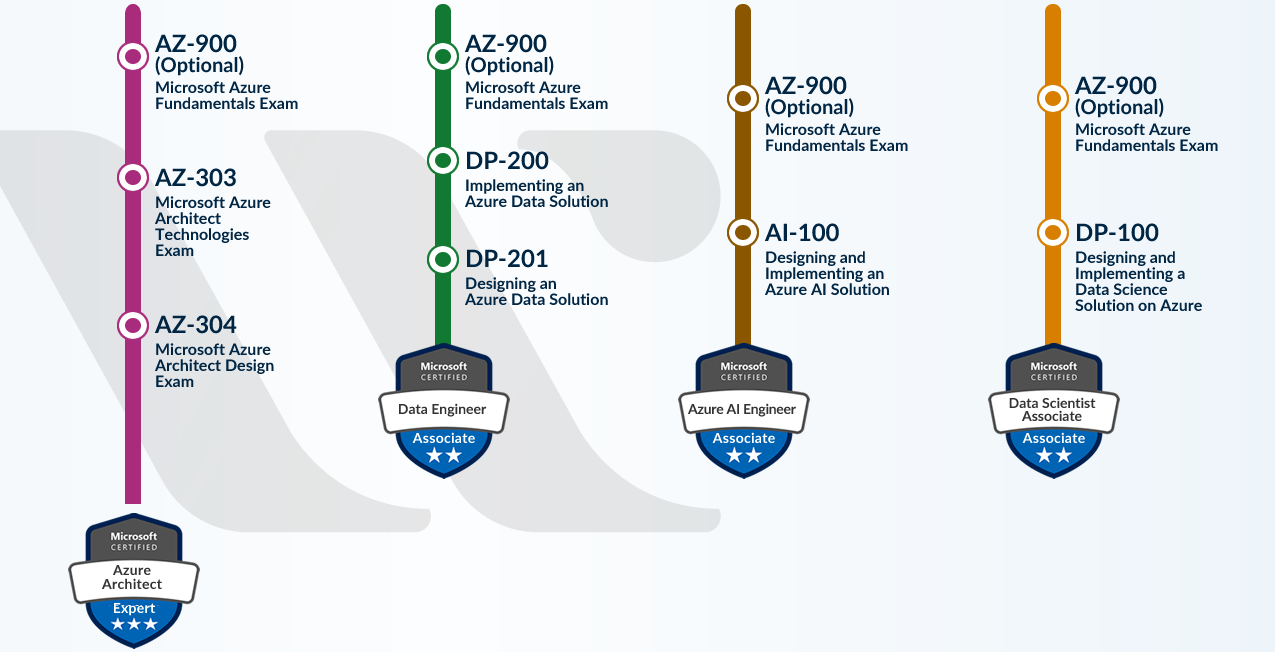 AZ-900
(Optional)
Microsoft Azure
Fundamentals Exam
AZ-303
Microsoft Azure
Architect
Technologies
Exam
AZ-304
Microsoft Azure
Architect Design
Exam
Microsoft
CERTIFIED
Azure
Architect
Expert
AZ-900
(Optional)
Microsoft Azure
Fundamentals Exam
DP-200
Implementing an
Azure Data Solution
DP-201
Designing an
Azure Data Solution
Microsoft
CERTIFIED
Data Engineer
Associate
AZ-900
(Optional)
Microsoft Azure
Fundamentals Exam
AI-100
Designing and
Implementing an
Azure AI Solution
Microsoft
CERTIFIED
Azure AI Engineer
Associate
AZ-900
(Optional)
Microsoft Azure
Fundamentals Exam
DP-100
Designing and
Implementing a
Data Science
Solution on Azure
Microsoft
CERTIFIED
Data Scientist
Associate
Associate